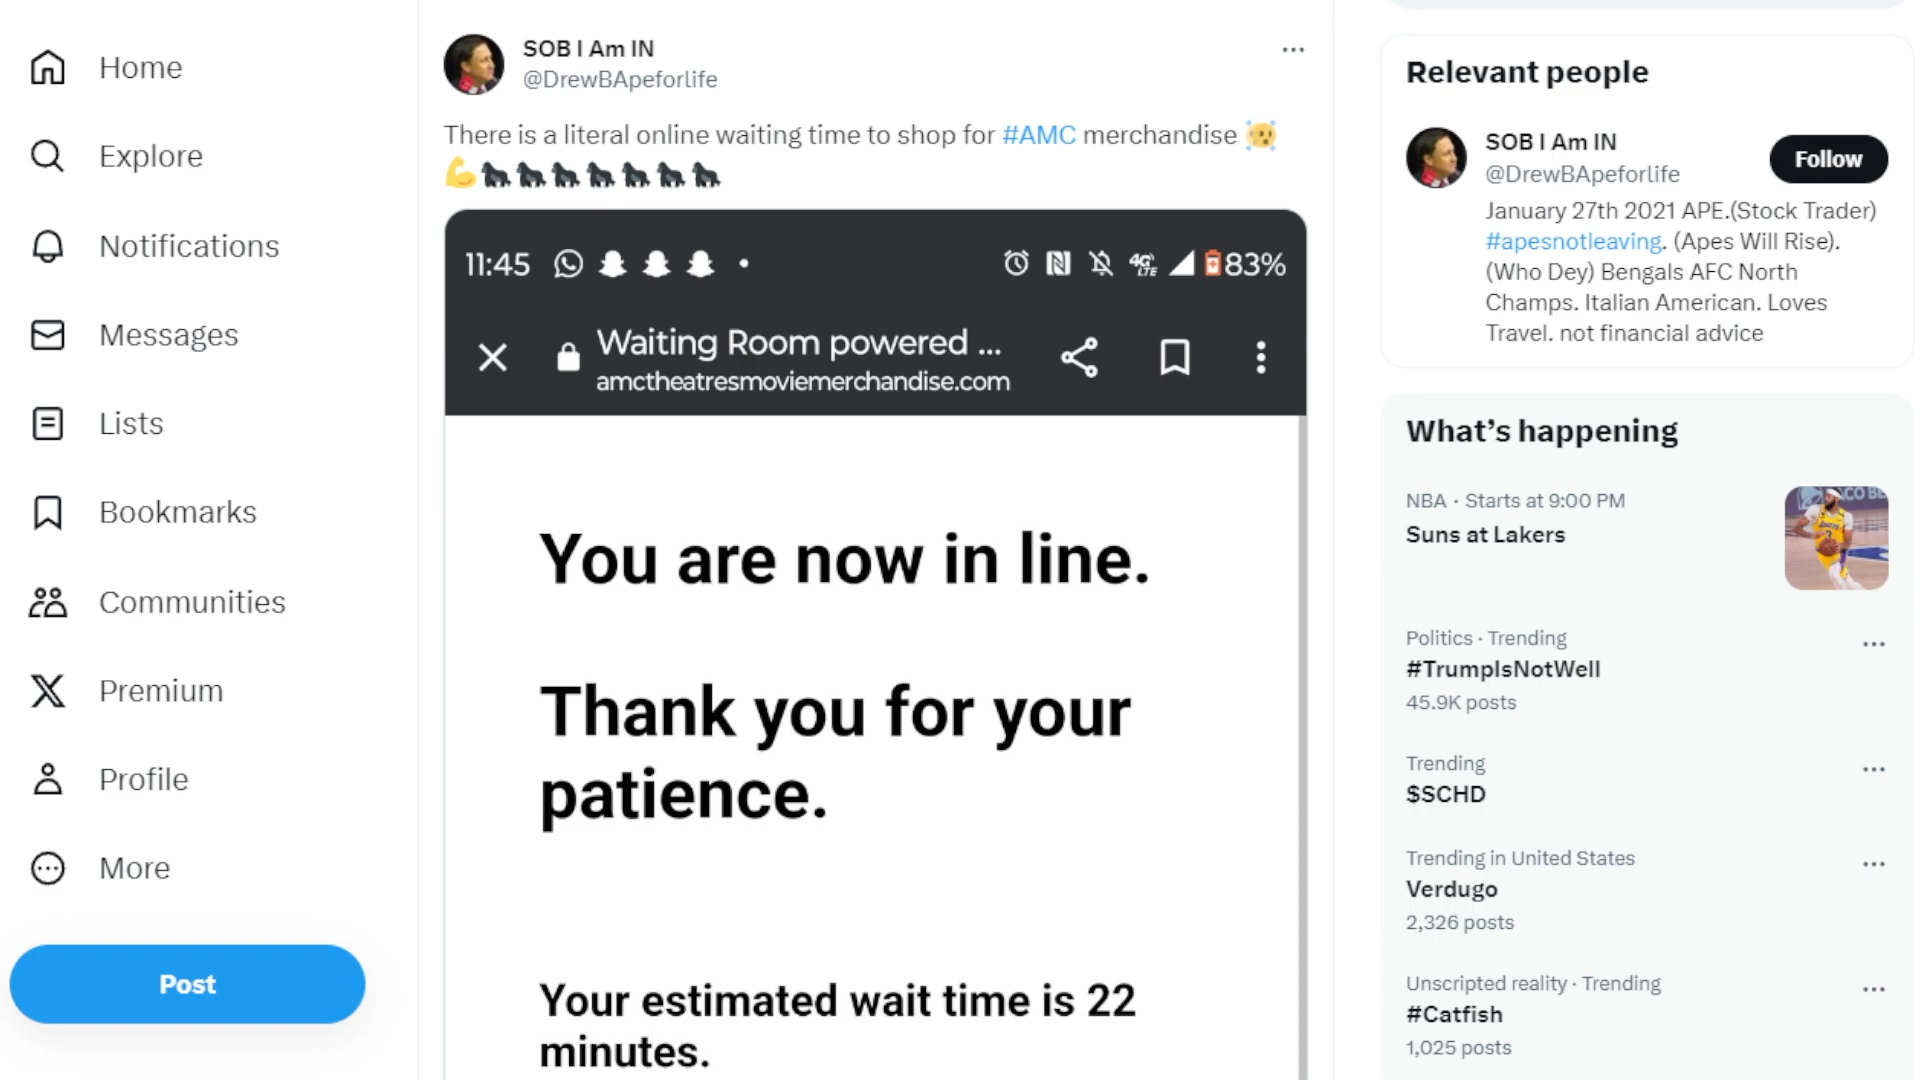 Home
Explore
Notifications
Messages
Lists
Bookmarks
Communities
Premium
Profile
More
Post
SOB I Am IN
@DrewBApeforlife
There is a literal online waiting time to shop for #AMC merchandise
11:45
4G LTE
83%
Waiting Room powered ...
amctheatresmoviemerchandise.com
You are now in line.
Thank you for your
patience.
Your estimated wait time is 22
minutes.
Relevant people
SOB I Am IN
@DrewBApeforlife
Follow
January 27th 2021 APE.(Stock Trader)
#apesnotleaving. (Apes Will Rise).
(Who Dey) Bengals AFC North
Champs. Italian American. Loves
Travel. not financial advice
What's happening
NBA · Starts at 9:00 PM
Suns at Lakers
Politics · Trending
#TrumpIsNotWell
45.9K posts
Trending
$SCHD
Trending in United States
Verdugo
2,326 posts
Unscripted reality · Trending
#Catfish
1,025 posts